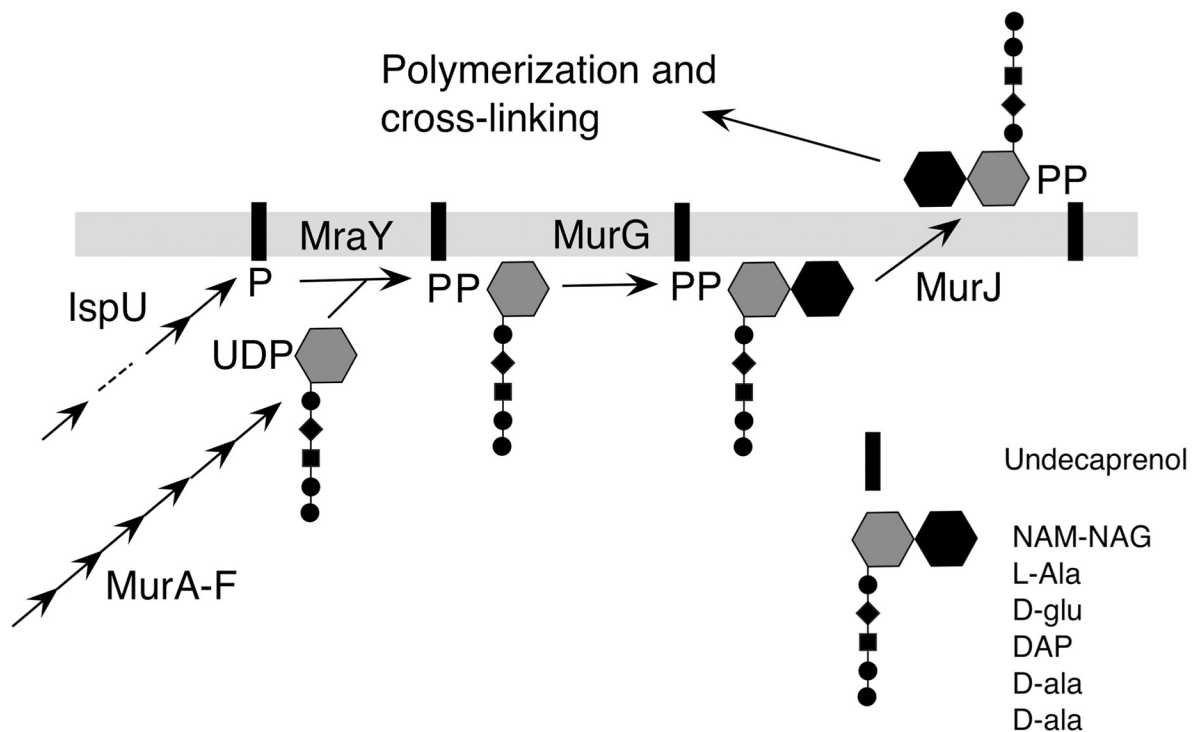 Polymerization and
cross-linking
PP
MraY
MurG
P
PP
PP
MurJ
IspU
UDP
MurA-F
Undecaprenol
NAM-NAG
L-Ala
D-glu
DAP
D-ala
D-ala